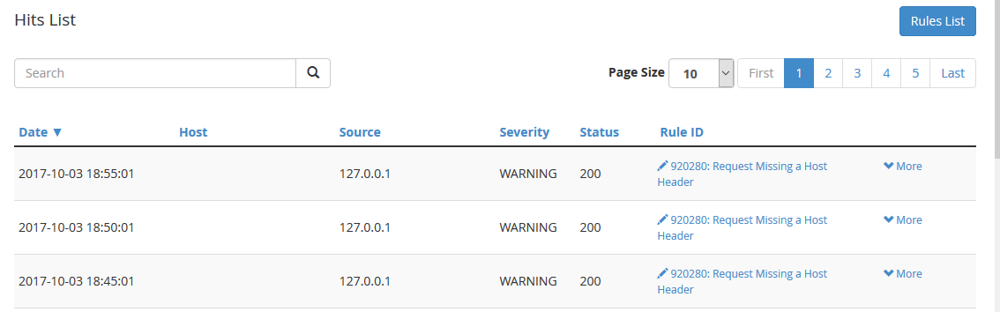 Hits List
Rules List
Search
Page Size 10 First 1 2 3 4 5 Last
Date ▼ Host Source Severity Status Rule ID
2017-10-03 18:55:01 127.0.0.1 WARNING 200 920280: Request Missing a Host More
Header
2017-10-03 18:50:01 127.0.0.1 WARNING 200 920280: Request Missing a Host More
Header
2017-10-03 18:45:01 127.0.0.1 WARNING 200 920280: Request Missing a Host More
Header